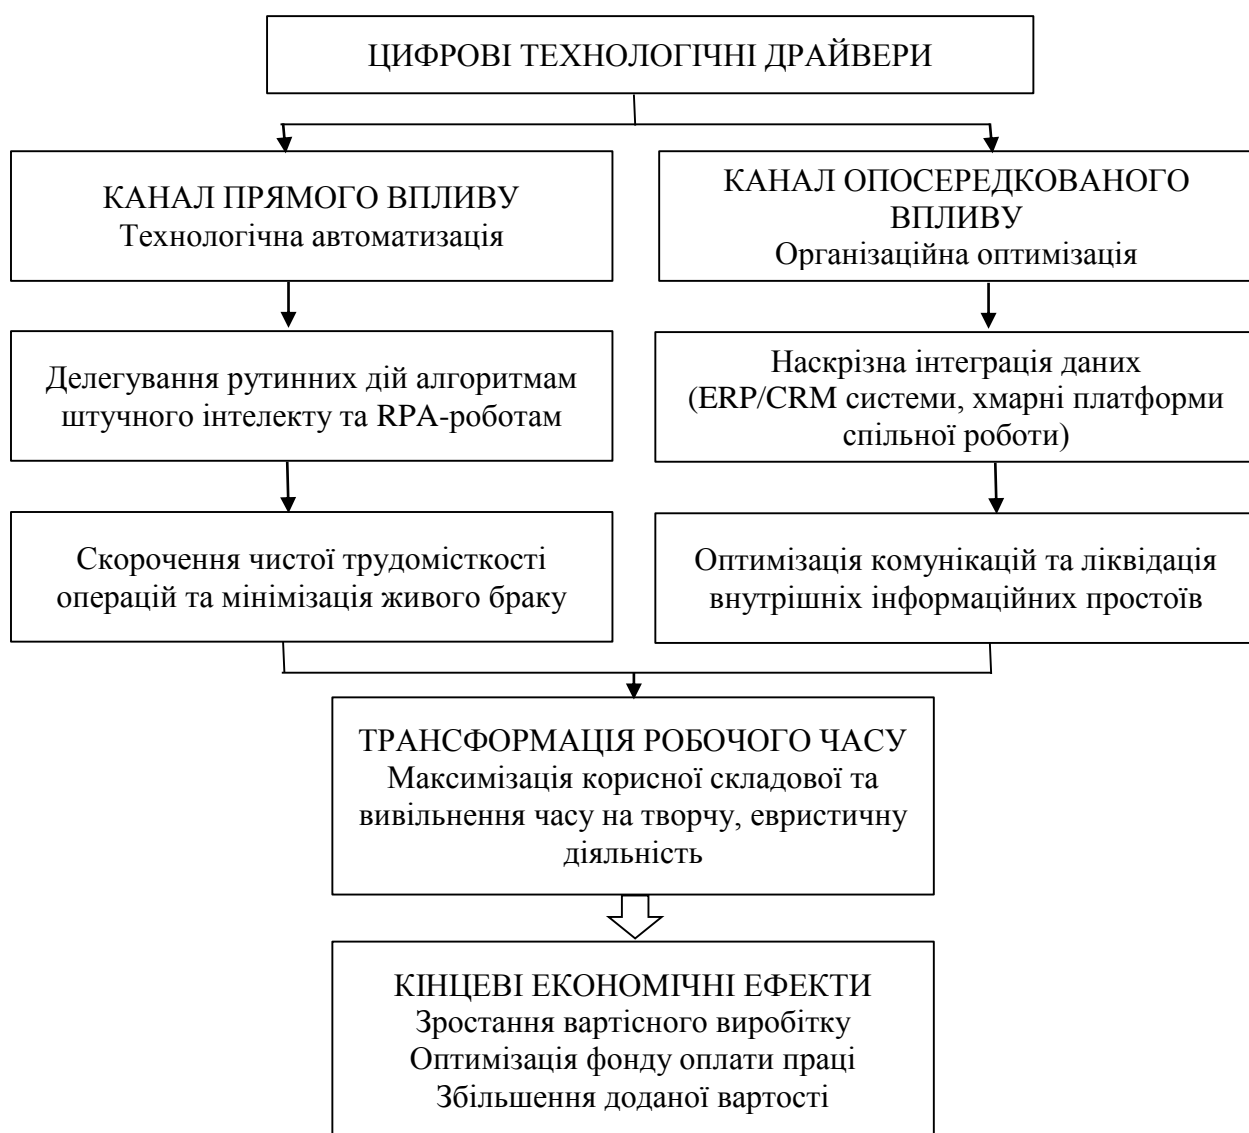 ЦИФРОВІ ТЕХНОЛОГІЧНІ ДРАЙВЕРИ
КАНАЛ ПРЯМОГО ВПЛИВУ
Технологічна автоматизація
КАНАЛ ОПОСЕРЕДКОВАНОГО
ВПЛИВУ
Організаційна оптимізація
Делегування рутинних дій алгоритмам
штучного інтелекту та RPA-роботам
Наскрізна інтеграція даних
(ERP/CRM системи, хмарні платформи
спільної роботи)
Скорочення чистої трудомісткості
операцій та мінімізація живого браку
Оптимізація комунікацій та ліквідація
внутрішніх інформаційних простоїв
ТРАНСФОРМАЦІЯ РОБОЧОГО ЧАСУ
Максимізація корисної складової та
вивільнення часу на творчу, евристичну
діяльність
КІНЦЕВІ ЕКОНОМІЧНІ ЕФЕКТИ
Зростання вартісного виробітку
Оптимізація фонду оплати праці
Збільшення доданої вартості